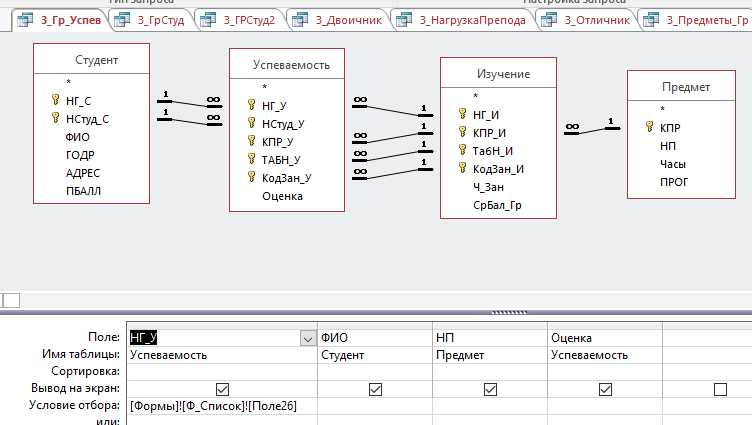 Тип запроса
Настройка запроса
З_Гр_Успев
З_ГрСтуд
З_ГРСтуд2
З_Двоичник
З_НагрузкаПрепода
З_Отличник
З_Предметы_Гр
Студент
*
НГ_С
НСтуд_С
ФИО
ГОДР
АДРЕС
ПБАЛЛ
1
∞
1
∞
Успеваемость
*
НГ_У
НСтуд_У
КПР_У
ТАБН_У
КодЗан_У
Оценка
∞
1
∞
1
∞
1
∞
1
Изучение
*
НГ_И
КПР_И
ТабН_И
КодЗан_И
Ч_Зан
СрБал_Гр
∞
1
Предмет
*
КПР
НП
Часы
ПРОГ
Поле: НГ_У ФИО НП Оценка
Имя таблицы: Успеваемость Студент Предмет Успеваемость
Сортировка:
Вывод на экран:
Условие отбора: [Формы]![Ф_Список]![Поле26]
или: